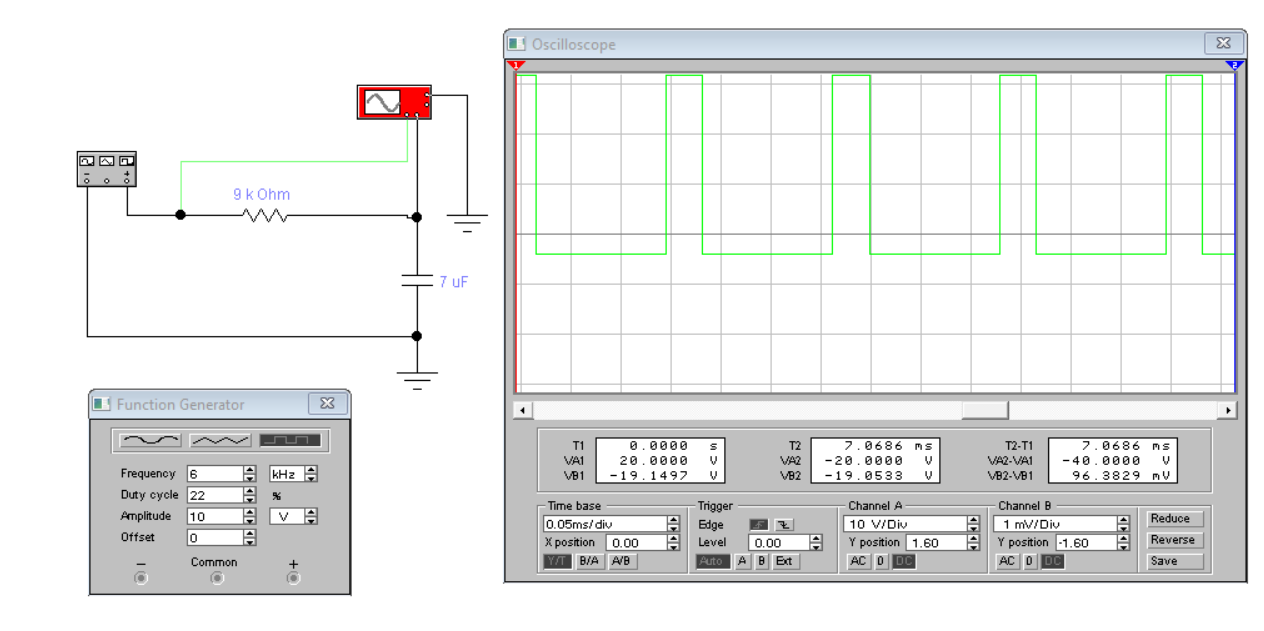 Oscilloscope
1
2
9 k Ohm
7 uF
Function Generator
Frequency 6 kHz
Duty cycle 22 %
Amplitude 10 V
Offset 0
− Common +
T1 0.0000 s
VA1 20.0000 V
VB1 -19.1497 V
T2 7.0686 ms
VA2 -20.0000 V
VB2 -19.0533 V
T2-T1 7.0686 ms
VA2-VA1 -40.0000 V
VB2-VB1 96.3829 mV
Time base
0.05ms/div
X position 0.00
Y/T B/A A/B
Trigger
Edge
Level 0.00
Auto A B Ext
Channel A
10 V/Div
Y position 1.60
AC 0 DC
Channel B
1 mV/Div
Y position -1.60
AC 0 DC
Reduce
Reverse
Save